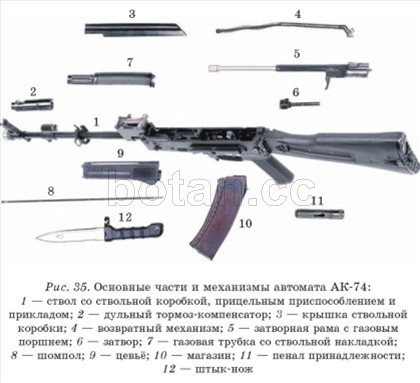 3
4
7
5
2
6
1
9
8
botan.cc
10
11
12
Рис. 35. Основные части и механизмы автомата АК-74:
1 — ствол со ствольной коробкой, прицельным приспособлением и
прикладом; 2 — дульный тормоз-компенсатор; 3 — крышка ствольной
коробки; 4 — возвратный механизм; 5 — затворная рама с газовым
поршнем; 6 — затвор; 7 — газовая трубка со ствольной накладкой;
8 — шомпол; 9 — цевьё; 10 — магазин; 11 — пенал принадлежности;
12 — штык-нож